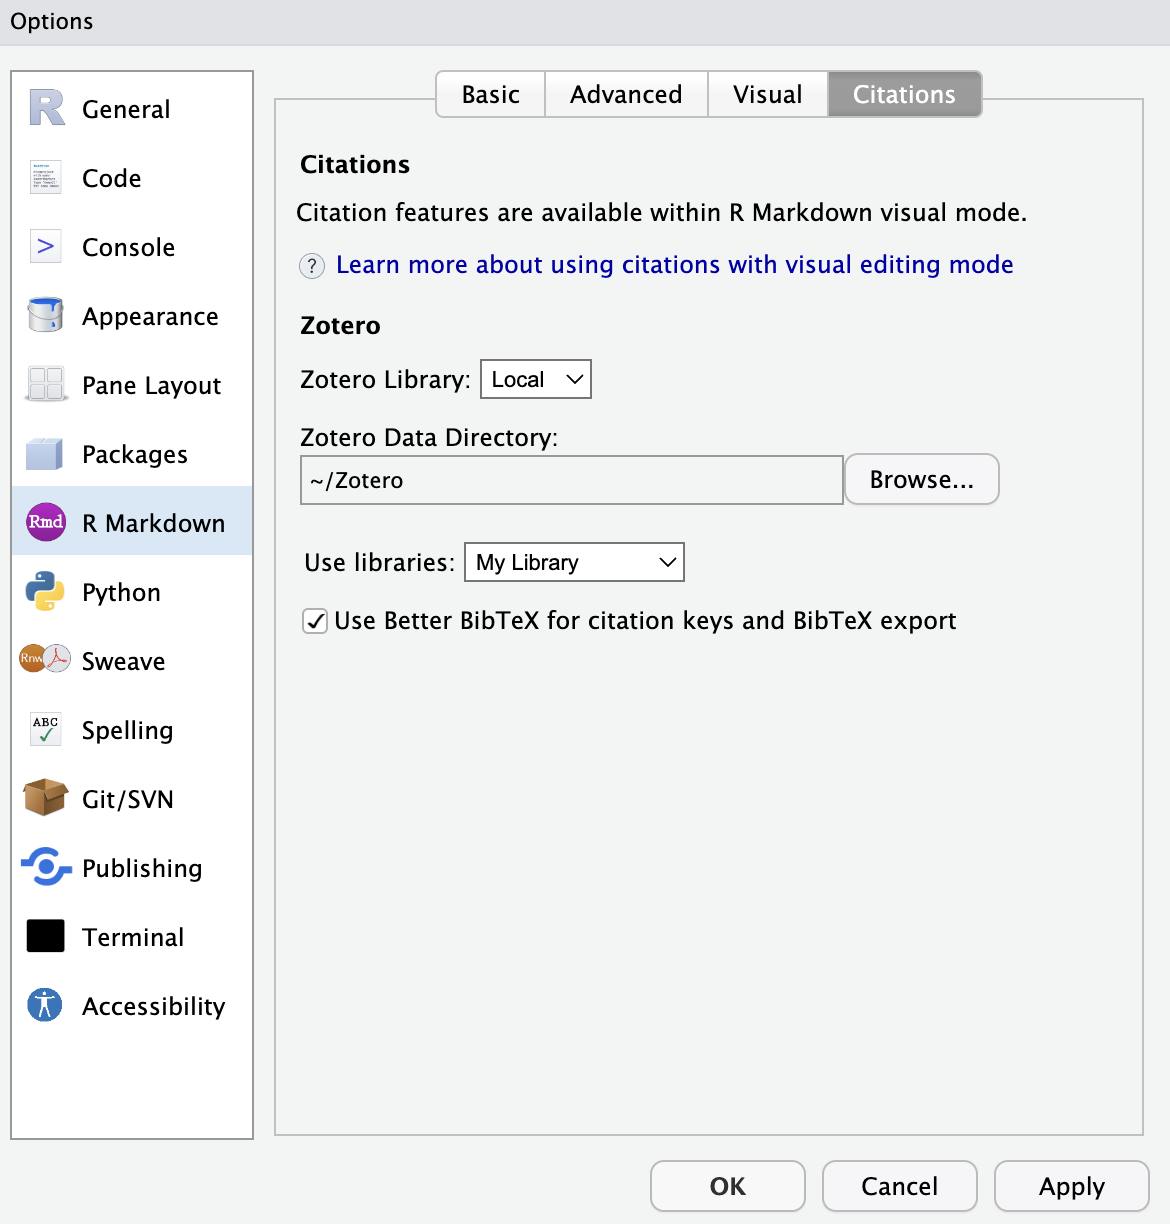 Options
General
Code
Console
Appearance
Pane Layout
Packages
Rmd R Markdown
Python
Rnw Sweave
ABC Spelling
Git/SVN
Publishing
Terminal
Accessibility
Basic Advanced Visual Citations
Citations
Citation features are available within R Markdown visual mode.
? Learn more about using citations with visual editing mode
Zotero
Zotero Library: Local
Zotero Data Directory:
~/Zotero Browse...
Use libraries: My Library
Use Better BibTeX for citation keys and BibTeX export
OK Cancel Apply